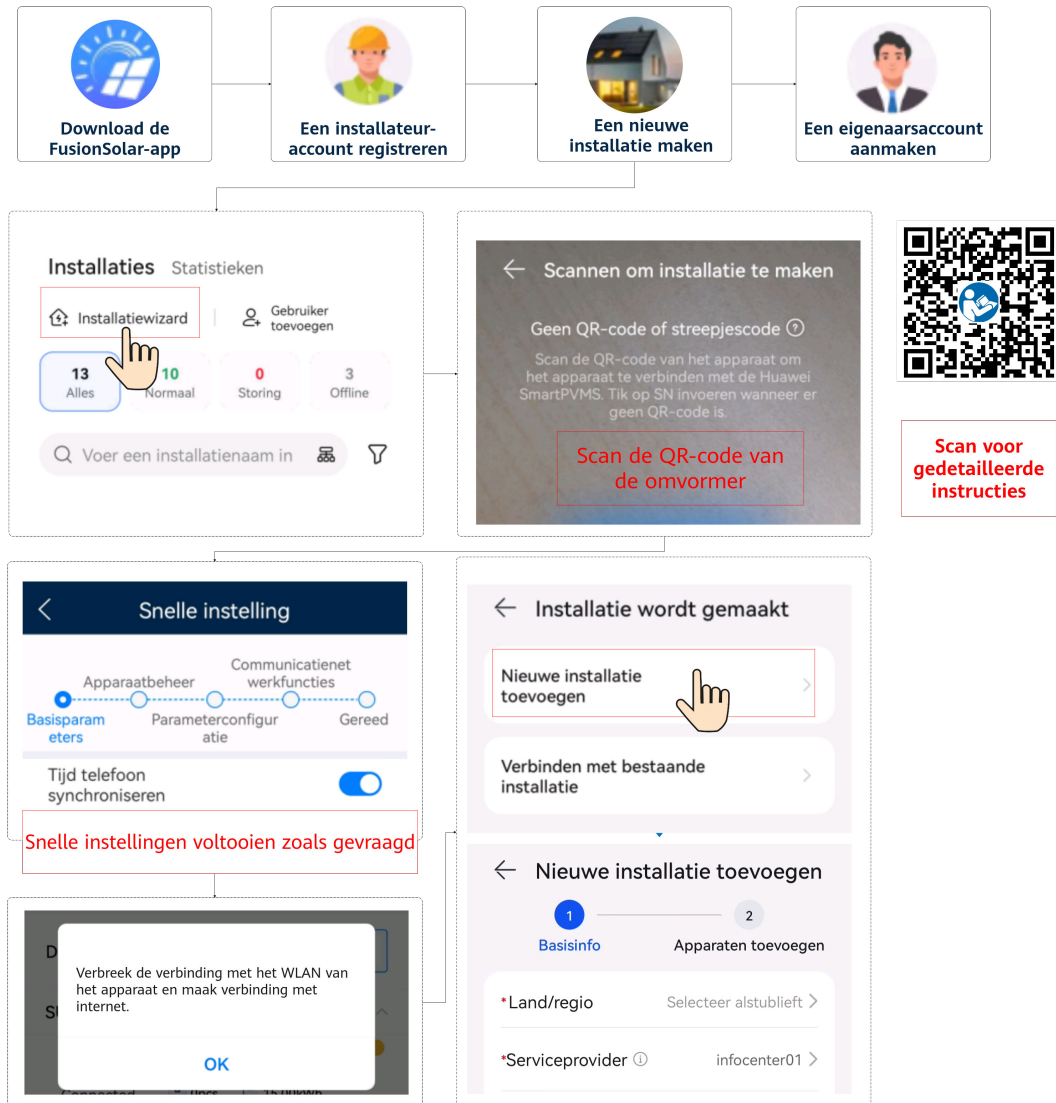 Download de
FusionSolar-app
Een installateur-
account registreren
Een nieuwe
installatie maken
Een eigenaarsaccount
aanmaken
Installaties Statistieken
Installatiewizard
Gebruiker
toevoegen
13
Alles
10
Normaal
0
Storing
3
Offline
Voer een installatienaam in
Scannen om installatie te maken
Geen QR-code of streepjescode
Scan de QR-code van het apparaat om
het apparaat te verbinden met de Huawei
SmartPVMS. Tik op SN invoeren wanneer er
geen QR-code is.
Scan de QR-code van
de omvormer
Scan voor
gedetailleerde
instructies
Snelle instelling
Basisparam
eters
Apparaatbeheer
Parameterconfigur
atie
Communicatienet
werkfuncties
Gereed
Tijd telefoon
synchroniseren
Snelle instellingen voltooien zoals gevraagd
Verbreek de verbinding met het WLAN van
het apparaat en maak verbinding met
internet.
OK
Installatie wordt gemaakt
Nieuwe installatie
toevoegen
Verbinden met bestaande
installatie
Nieuwe installatie toevoegen
1
Basisinfo
2
Apparaten toevoegen
*Land/regio Selecteer alstublieft
*Serviceprovider infocenter01